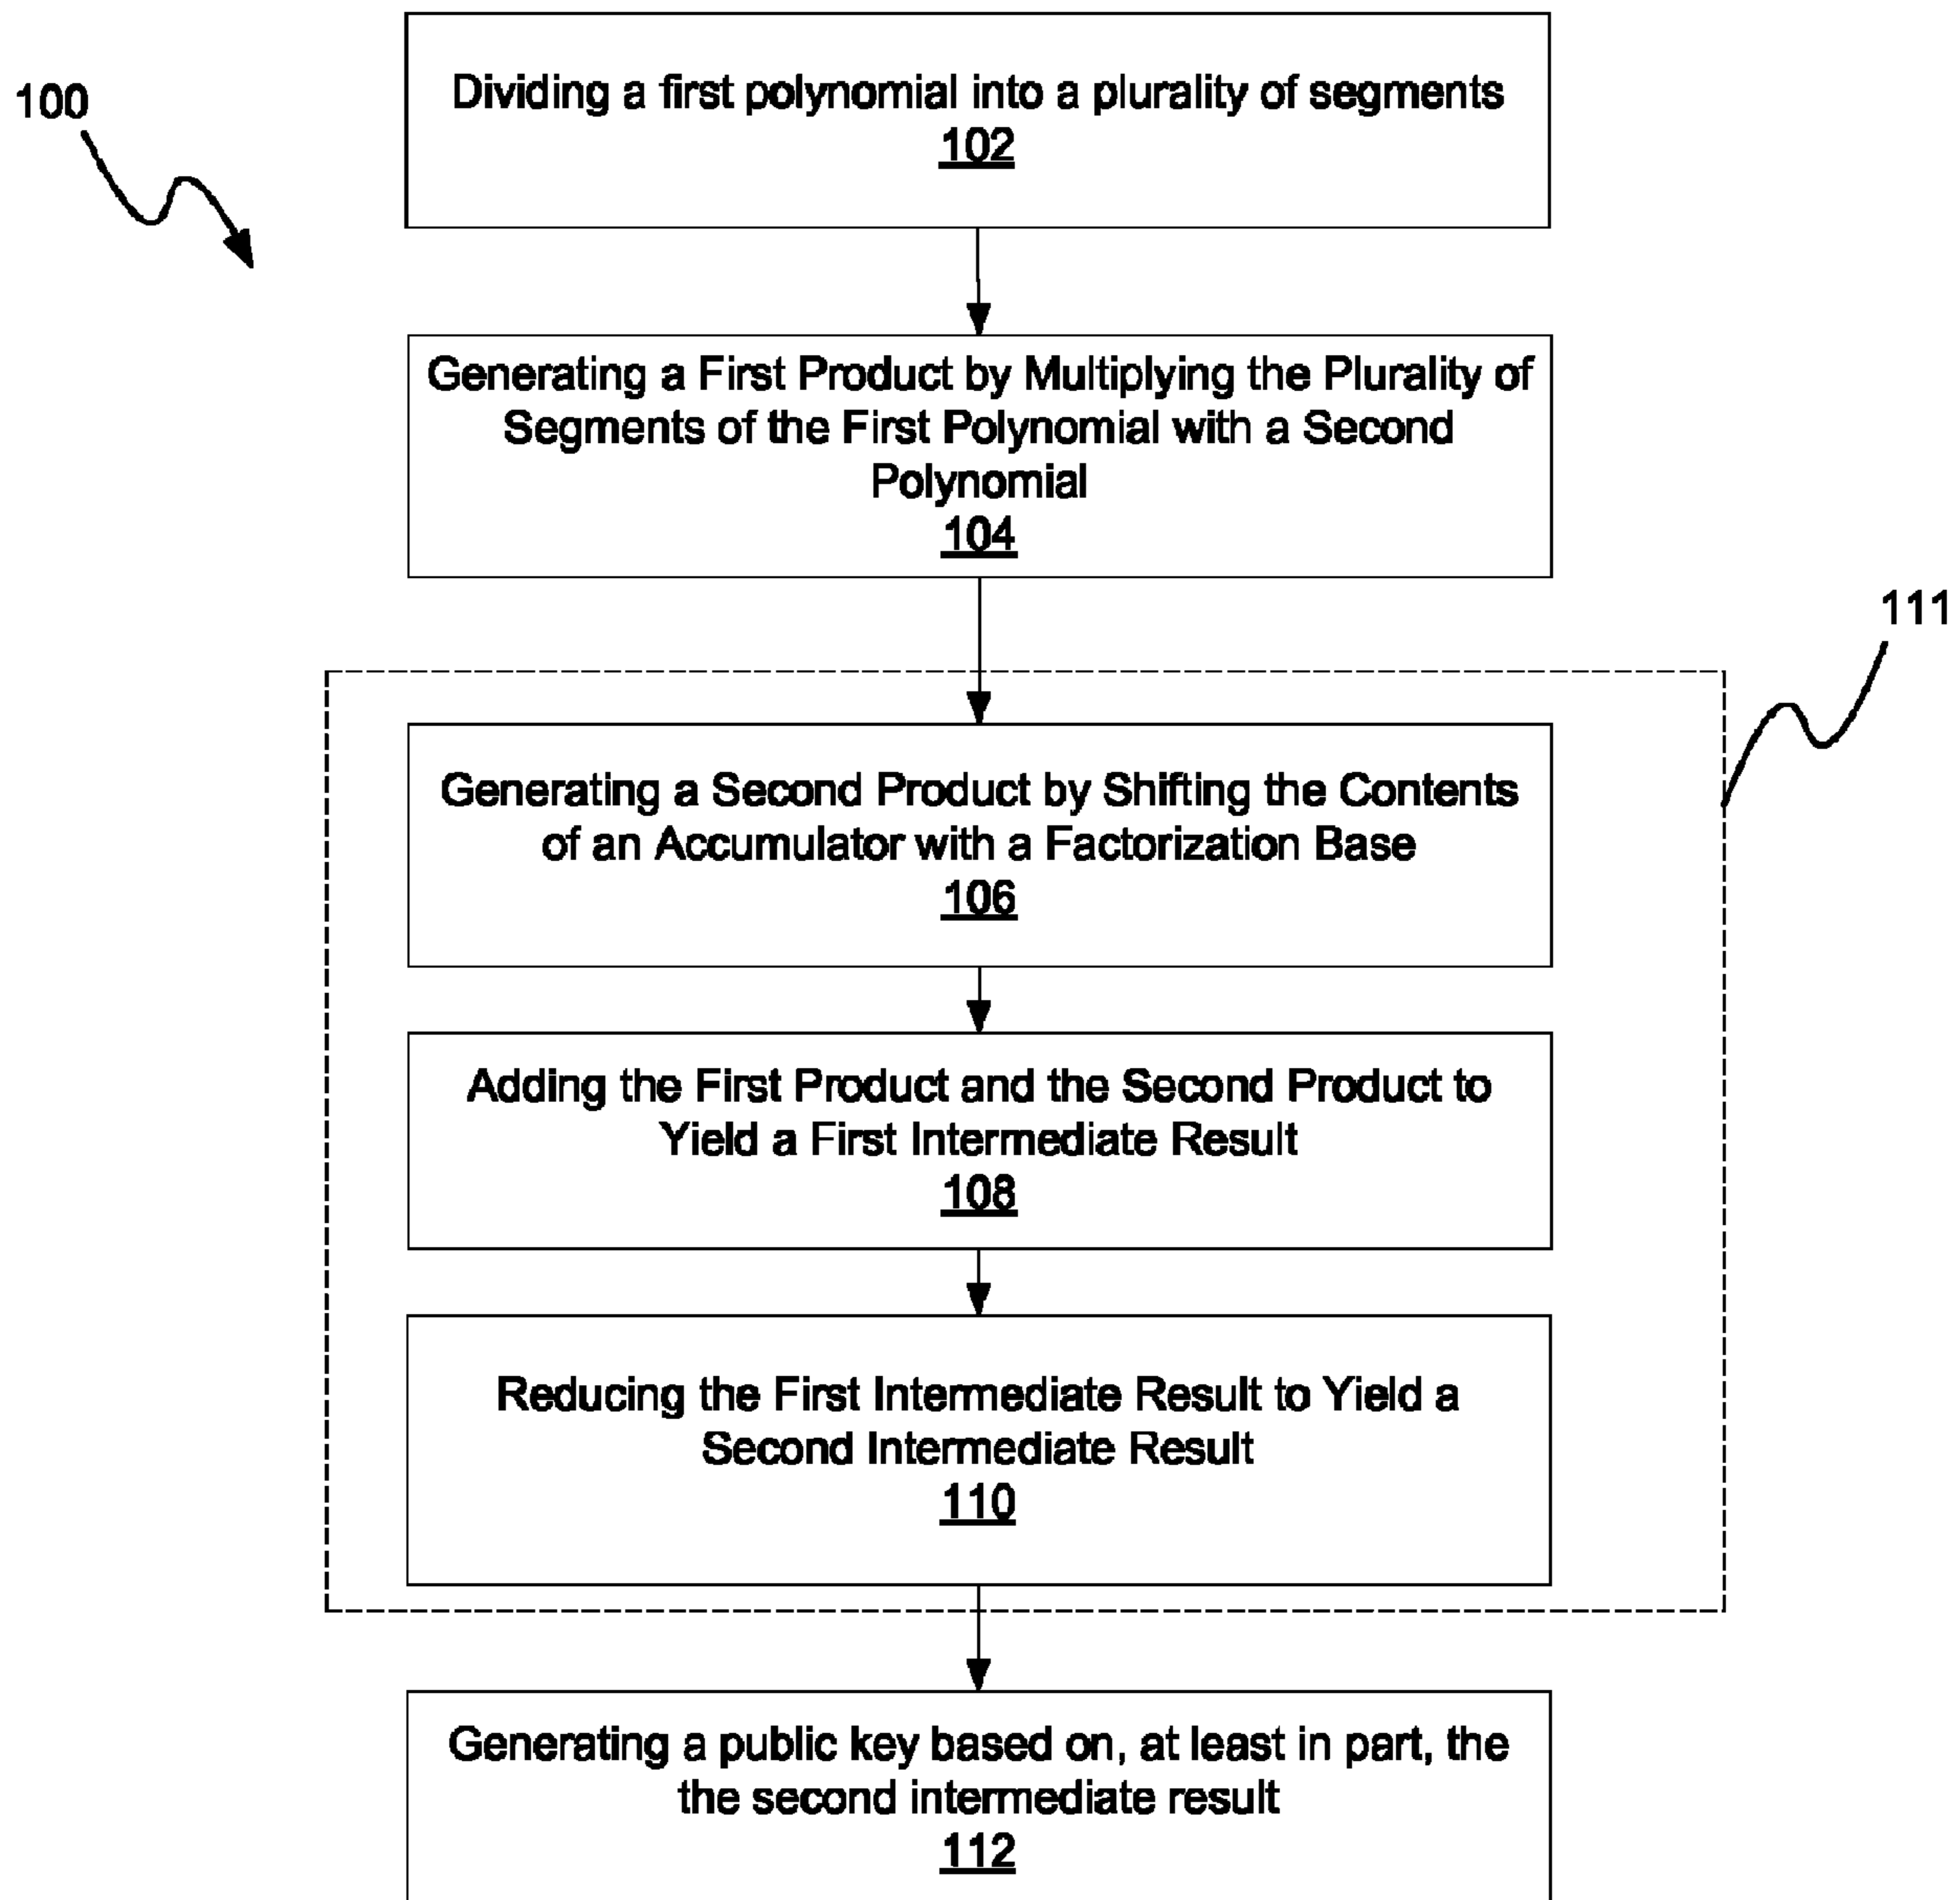 100
Dividing a first polynomial into a plurality of segments
102
Generating a First Product by Multiplying the Plurality of
Segments of the First Polynomial with a Second
Polynomial
104
111
Generating a Second Product by Shifting the Contents
of an Accumulator with a Factorization Base
106
Adding the First Product and the Second Product to
Yield a First Intermediate Result
108
Reducing the First Intermediate Result to Yield a
Second Intermediate Result
110
Generating a public key based on, at least in part, the
the second intermediate result
112